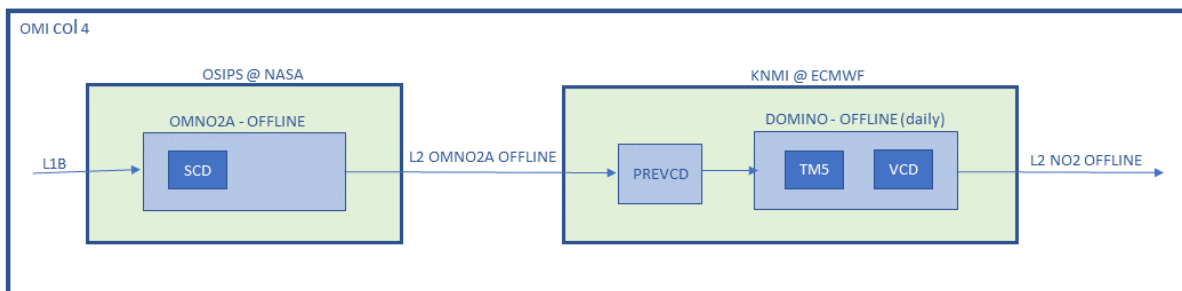 OMI col 4
OSIPS @ NASA
KNMI @ ECMWF
OMNO2A - OFFLINE
DOMINO - OFFLINE (daily)
L1B
SCD
L2 OMNO2A OFFLINE
PREVCD
TM5
VCD
L2 NO2 OFFLINE